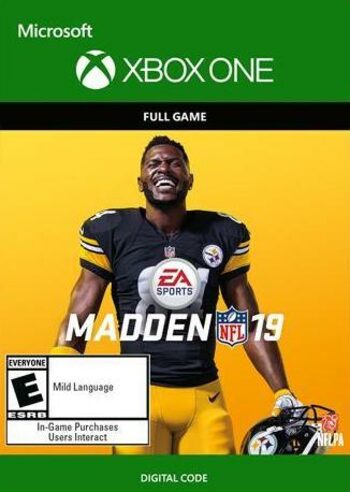 Microsoft
XBOX ONE
FULL GAME
EA
SPORTS
MADDEN NFL 19
EVERYONE
E
ESRB
Mild Language
In-Game Purchases
Users Interact
NFLPA
DIGITAL CODE